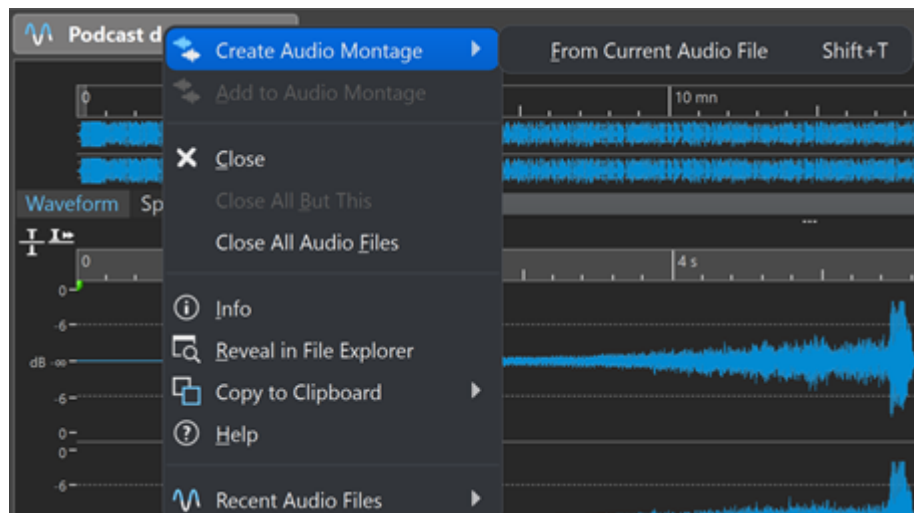 Podcast d
Create Audio Montage
From Current Audio File Shift+T
Add to Audio Montage
0
10 mn
Close
Close All But This
Waveform Sp
Close All Audio Files
0
4 s
0
Info
-6
Reveal in File Explorer
dB -∞
Copy to Clipboard
-6
Help
0
0
-6
Recent Audio Files